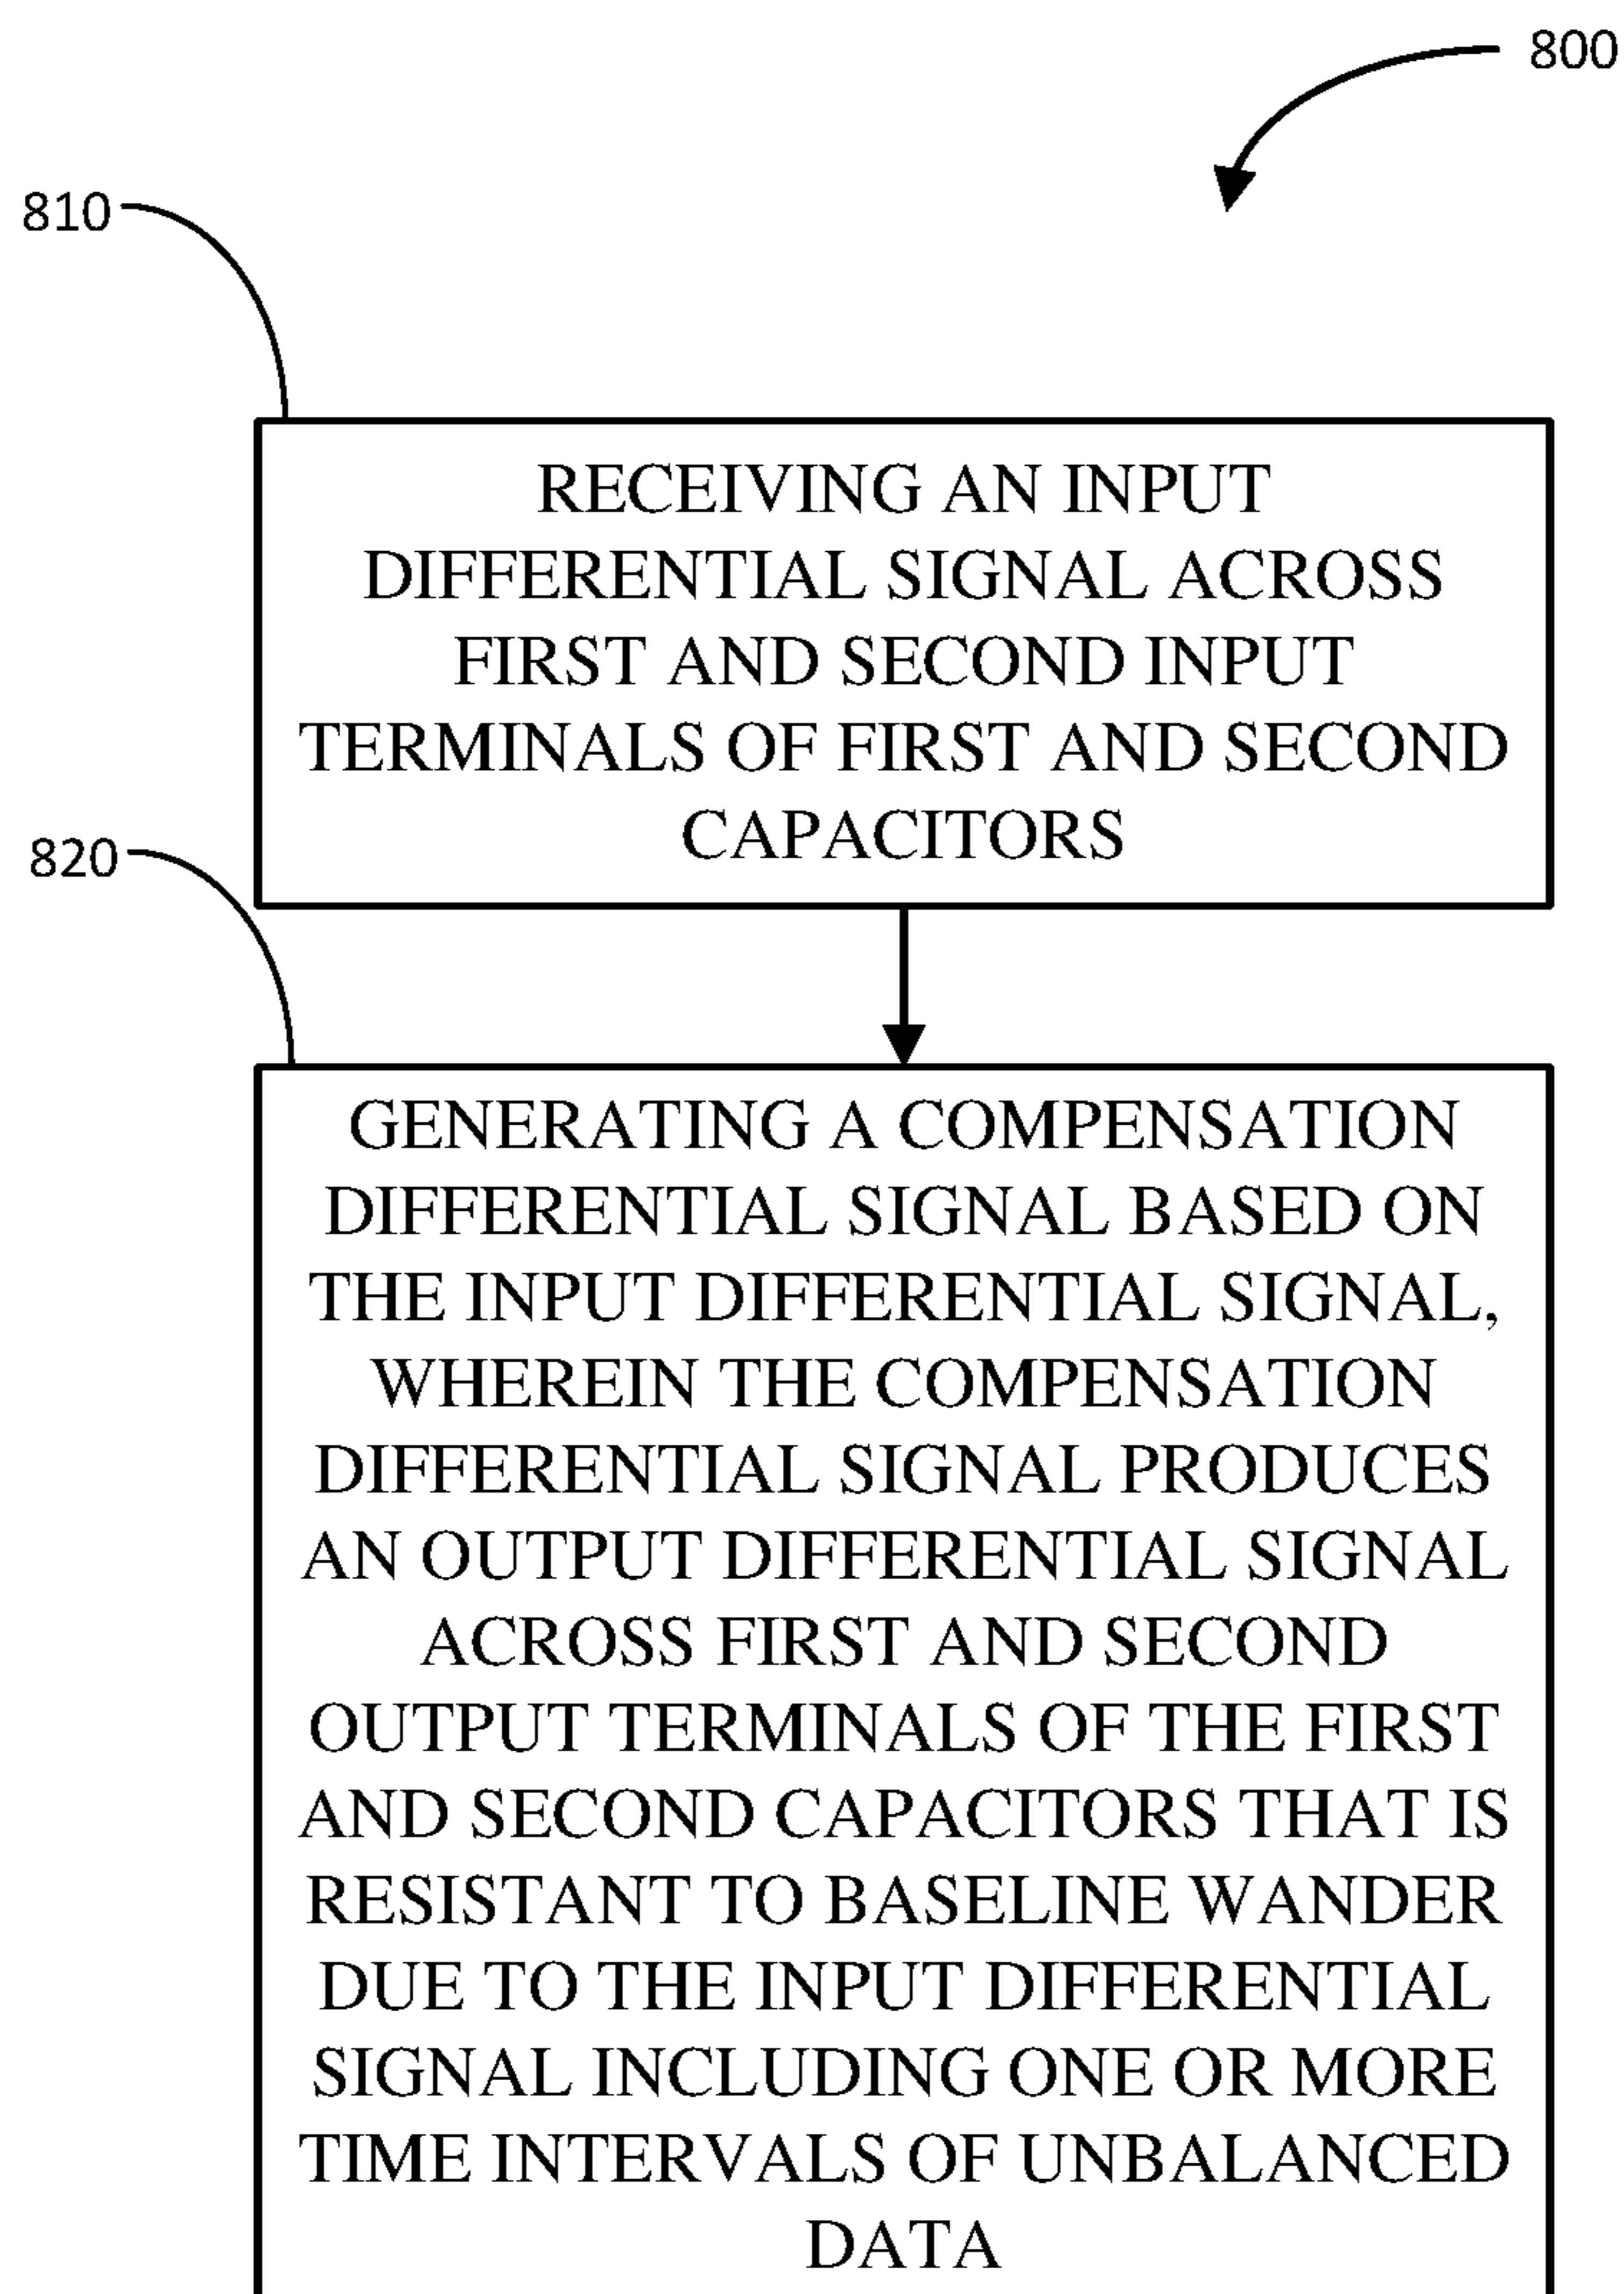 800
810
RECEIVING AN INPUT
DIFFERENTIAL SIGNAL ACROSS
FIRST AND SECOND INPUT
TERMINALS OF FIRST AND SECOND
CAPACITORS
820
GENERATING A COMPENSATION
DIFFERENTIAL SIGNAL BASED ON
THE INPUT DIFFERENTIAL SIGNAL,
WHEREIN THE COMPENSATION
DIFFERENTIAL SIGNAL PRODUCES
AN OUTPUT DIFFERENTIAL SIGNAL
ACROSS FIRST AND SECOND
OUTPUT TERMINALS OF THE FIRST
AND SECOND CAPACITORS THAT IS
RESISTANT TO BASELINE WANDER
DUE TO THE INPUT DIFFERENTIAL
SIGNAL INCLUDING ONE OR MORE
TIME INTERVALS OF UNBALANCED
DATA